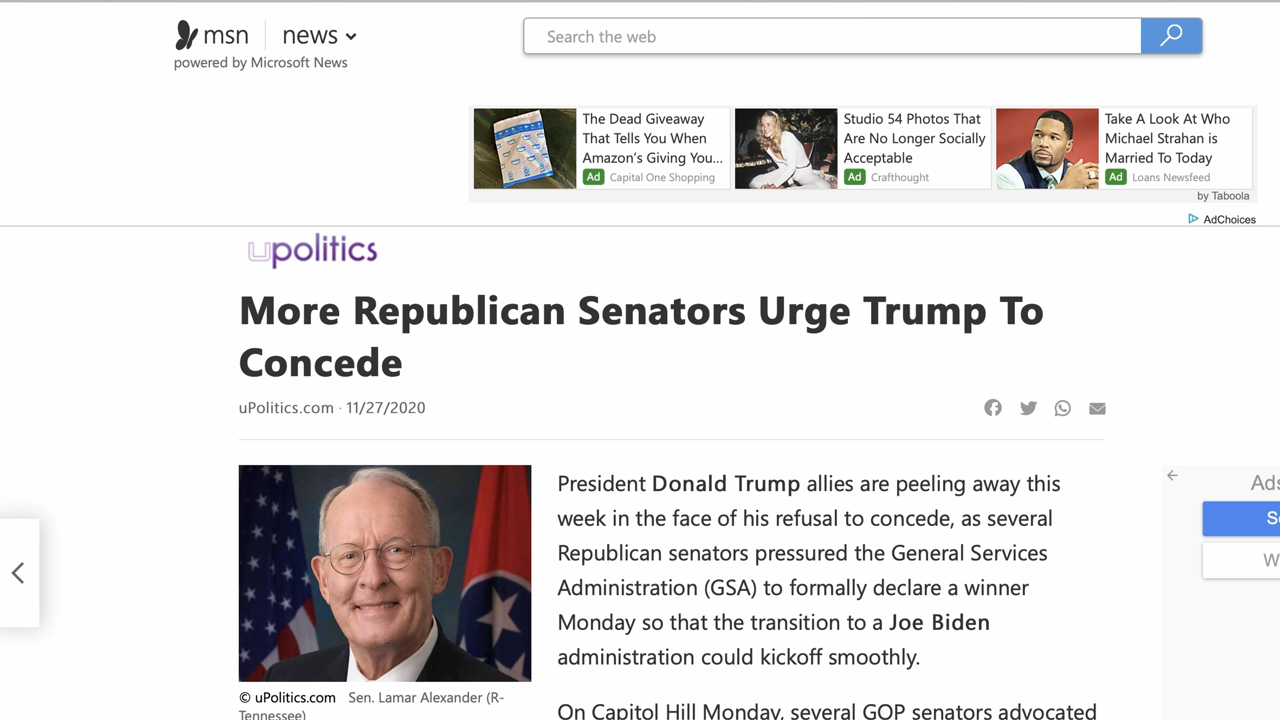 msn news
powered by Microsoft News
Search the web
The Dead Giveaway
That Tells You When
Amazon's Giving You...
Ad Capital One Shopping
Studio 54 Photos That
Are No Longer Socially
Acceptable
Ad Crafthought
Take A Look At Who
Michael Strahan is
Married To Today
Ad Loans Newsfeed
by Taboola
AdChoices
upolitics
More Republican Senators Urge Trump To
Concede
uPolitics.com · 11/27/2020
President Donald Trump allies are peeling away this
week in the face of his refusal to concede, as several
Republican senators pressured the General Services
Administration (GSA) to formally declare a winner
Monday so that the transition to a Joe Biden
administration could kickoff smoothly.
On Capitol Hill Monday, several GOP senators advocated
© uPolitics.com Sen. Lamar Alexander (R-
Tennessee)
Ads